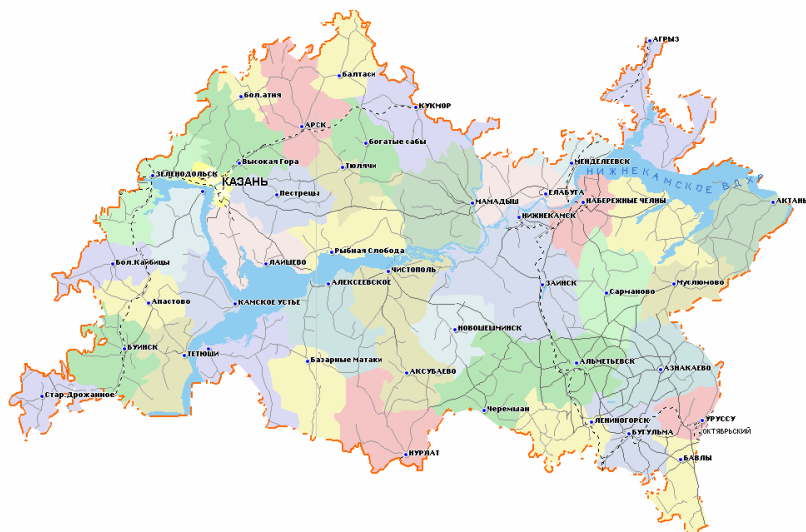 АГРЫЗ
Балтаси
Бол.атия
КУКМОР
АРСК
Богатые сабы
Высокая Гора
Тюлячи
МЕНДЕЛЕЕВСК
ЗЕЛЕНОДОЛЬСК
НИЖНЕКАМСКОЕ ВДХР
КАЗАНЬ
Пестрецы
ЕЛАБУГА
МАМАДЫШ
НАБЕРЕЖНЫЕ ЧЕЛНЫ
АКТАНЬ
НИЖНЕКАМСК
Рыбная Слобода
Бол.Кайбицы
ЛАИШЕВО
ЧИСТОПОЛЬ
АЛЕКСЕЕВСКОЕ
ЗАИНСК
Муслюмово
Сарманово
Апастово
КАМСКОЕ УСТЬЕ
НОВОШЕШМИНСК
БУИНСК
ТЕТЮШИ
Базарные Матаки
АЛЬМЕТЬЕВСК
АКСУБАЕВО
АЗНАКАЕВО
Стар.Дрожжаное
Черемшан
ЛЕНИНОГОРСК
УРУССУ
БУГУЛЬМА
ОКТЯБРЬСКИЙ
НУРЛАТ
БАВЛЫ